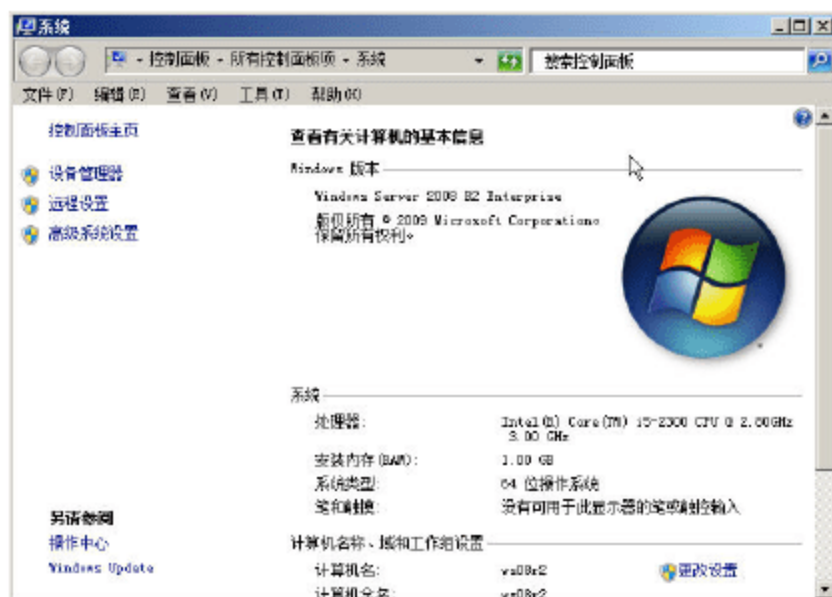 系统
控制面板 - 所有控制面板项 - 系统
搜索控制面板
文件(F) 编辑(E) 查看(V) 工具(T) 帮助(H)
控制面板主页
设备管理器
远程设置
高级系统设置
另请参阅
操作中心
Windows Update
查看有关计算机的基本信息
Windows 版本
Windows Server 2008 R2 Enterprise
版权所有 © 2009 Microsoft Corporation。
保留所有权利。
系统
处理器: Intel(R) Core(TM) i5-2300 CPU @ 2.80GHz
3.00 GHz
安装内存(RAM): 1.00 GB
系统类型: 64 位操作系统
笔和触摸: 没有可用于此显示器的笔或触控输入
计算机名称、域和工作组设置
计算机名: ws08r2
更改设置
计算机全名: ws08r2